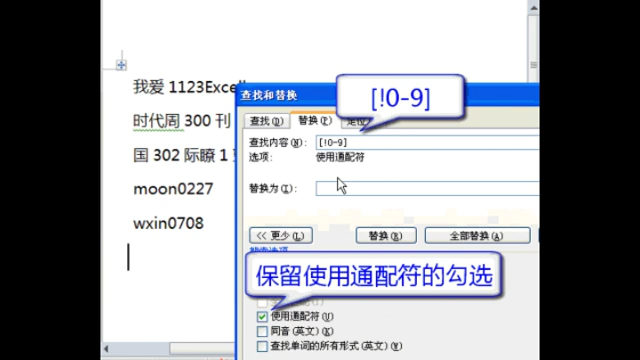 我爱 1123Excel
查找和替换
[!0-9]
时代周 300 刊
查找(D)
替换(P)
查找内容(N):
[!0-9]
国 302 际瞭 1
选项:
使用通配符
moon0227
替换为(I):
wxin0708
<< 更少(L)
替换(R)
全部替换(A)
保留使用通配符的勾选
使用通配符(U)
同音(英文)(K)
查找单词的所有形式(英文)(W)